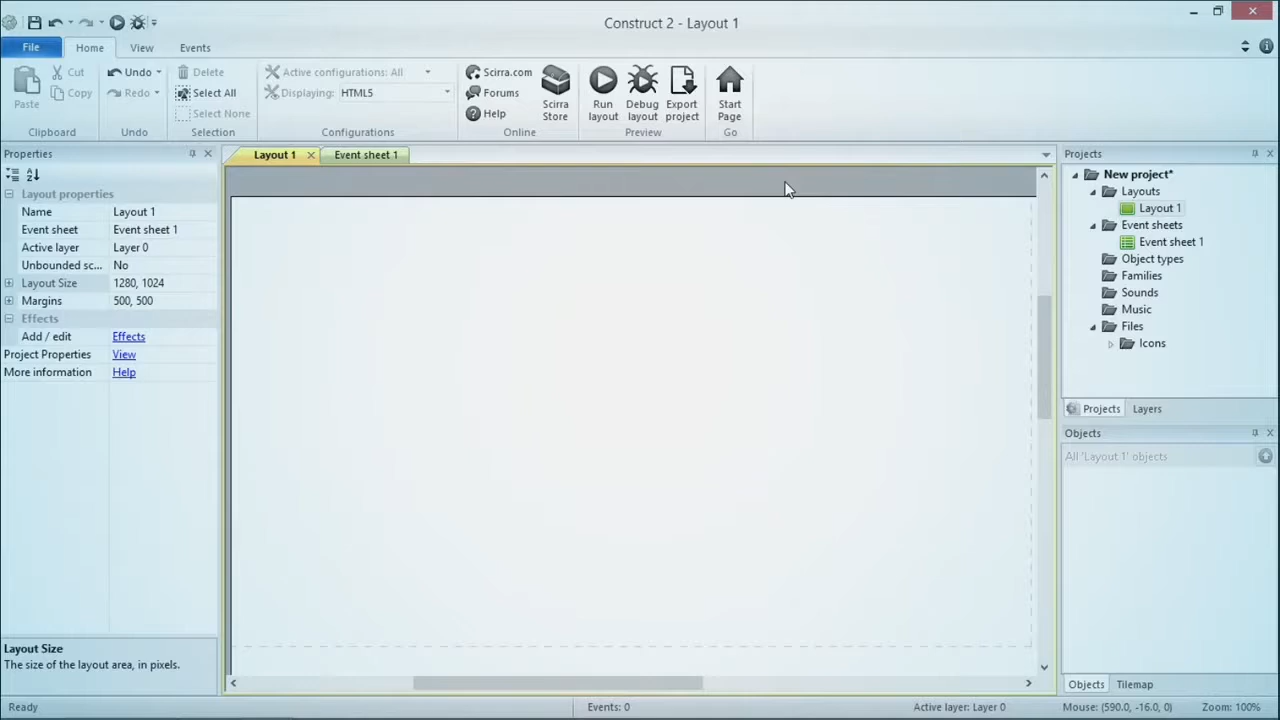 Construct 2 - Layout 1
File Home View Events
Paste Cut Copy Clipboard
Undo Redo Undo
Delete Select All Select None Selection
Active configurations: All
Displaying: HTML5
Configurations
Scirra.com Forums Help Scirra Store Online
Run layout Debug layout Export project Preview
Start Page Go
Properties
Layout properties
Name Layout 1
Event sheet Event sheet 1
Active layer Layer 0
Unbounded sc... No
Layout Size 1280, 1024
Margins 500, 500
Effects
Add / edit Effects
Project Properties View
More information Help
Layout Size
The size of the layout area, in pixels.
Layout 1 Event sheet 1
Projects
New project*
Layouts
Layout 1
Event sheets
Event sheet 1
Object types
Families
Sounds
Music
Files
Icons
Projects Layers
Objects
All 'Layout 1' objects
Objects Tilemap
Ready Events: 0 Active layer: Layer 0 Mouse: (590.0, -16.0, 0) Zoom: 100%